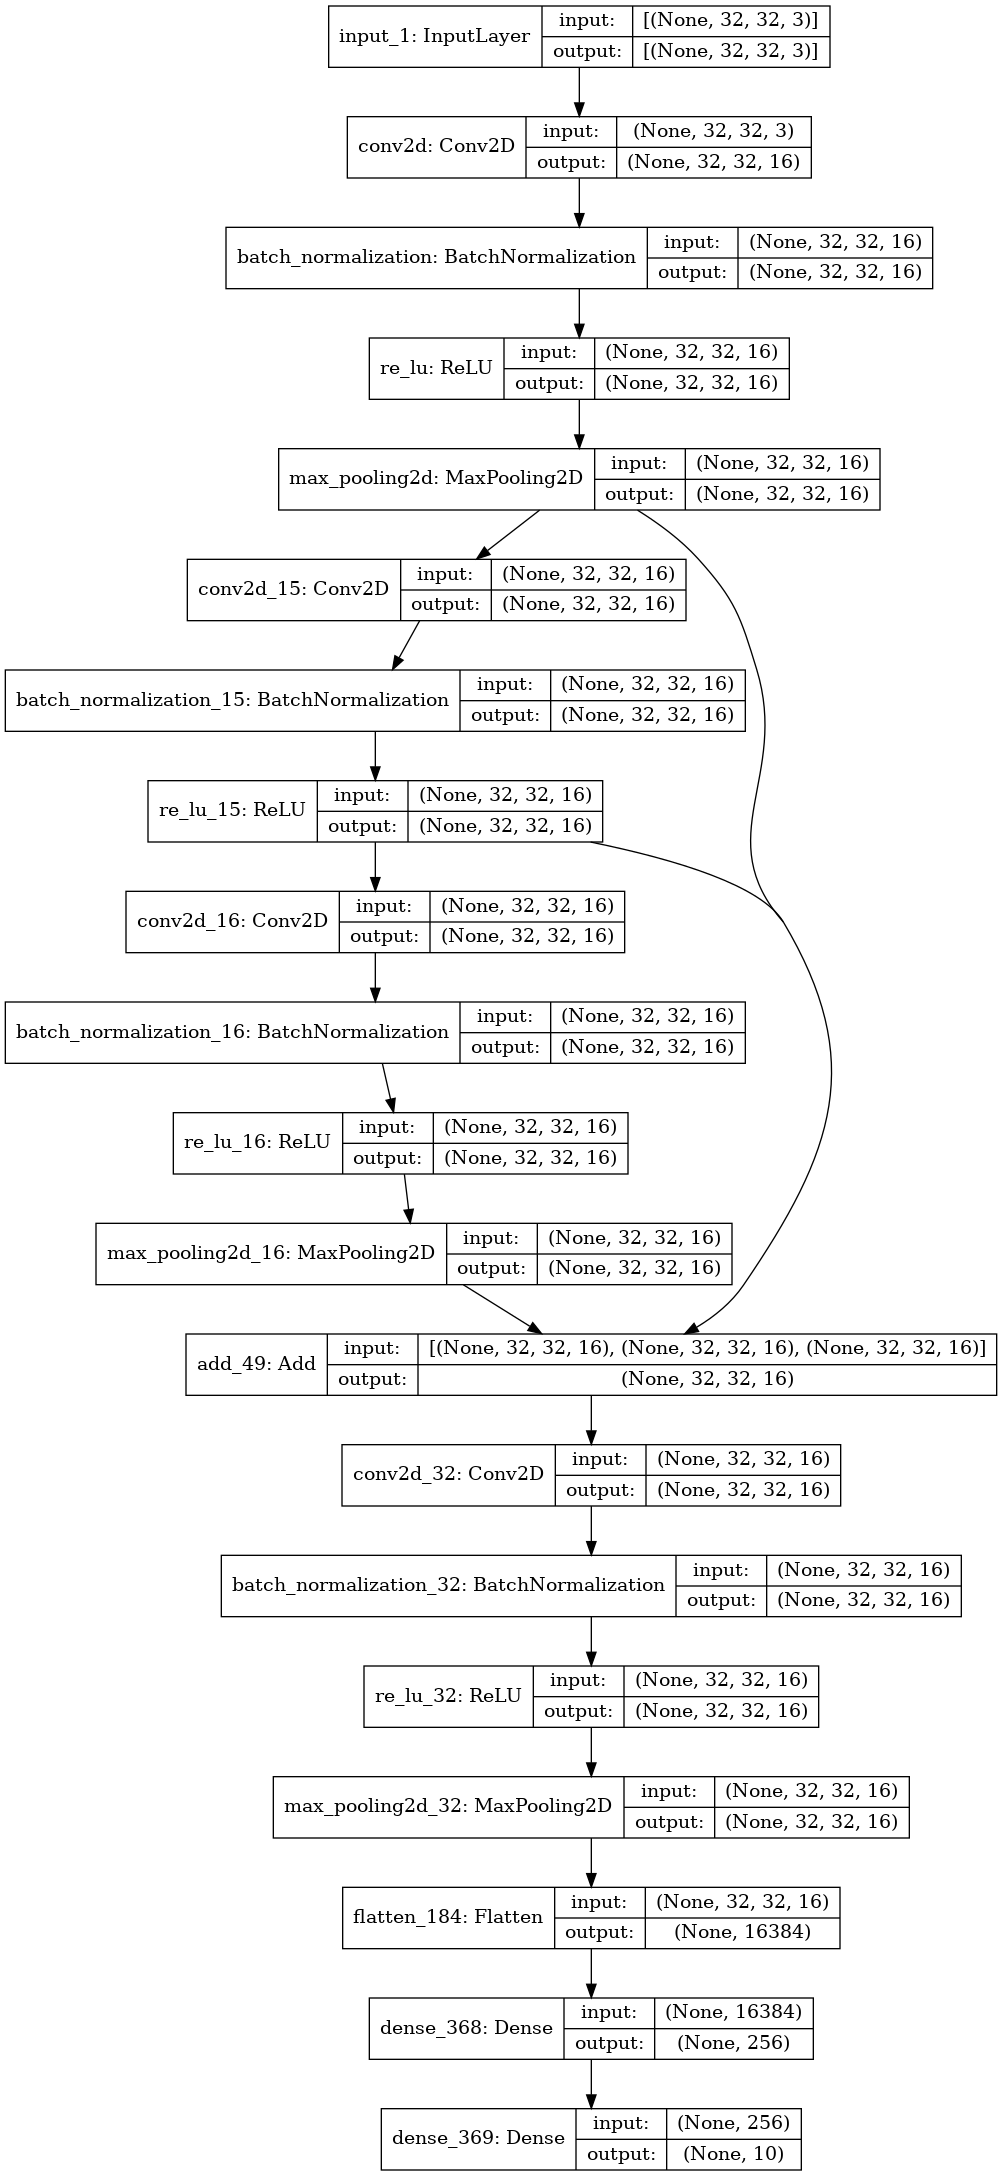 input_1: InputLayer
input: [(None, 32, 32, 3)]
output: [(None, 32, 32, 3)]
conv2d: Conv2D
input: (None, 32, 32, 3)
output: (None, 32, 32, 16)
batch_normalization: BatchNormalization
input: (None, 32, 32, 16)
output: (None, 32, 32, 16)
re_lu: ReLU
input: (None, 32, 32, 16)
output: (None, 32, 32, 16)
max_pooling2d: MaxPooling2D
input: (None, 32, 32, 16)
output: (None, 32, 32, 16)
conv2d_15: Conv2D
input: (None, 32, 32, 16)
output: (None, 32, 32, 16)
batch_normalization_15: BatchNormalization
input: (None, 32, 32, 16)
output: (None, 32, 32, 16)
re_lu_15: ReLU
input: (None, 32, 32, 16)
output: (None, 32, 32, 16)
conv2d_16: Conv2D
input: (None, 32, 32, 16)
output: (None, 32, 32, 16)
batch_normalization_16: BatchNormalization
input: (None, 32, 32, 16)
output: (None, 32, 32, 16)
re_lu_16: ReLU
input: (None, 32, 32, 16)
output: (None, 32, 32, 16)
max_pooling2d_16: MaxPooling2D
input: (None, 32, 32, 16)
output: (None, 32, 32, 16)
add_49: Add
input: [(None, 32, 32, 16), (None, 32, 32, 16), (None, 32, 32, 16)]
output: (None, 32, 32, 16)
conv2d_32: Conv2D
input: (None, 32, 32, 16)
output: (None, 32, 32, 16)
batch_normalization_32: BatchNormalization
input: (None, 32, 32, 16)
output: (None, 32, 32, 16)
re_lu_32: ReLU
input: (None, 32, 32, 16)
output: (None, 32, 32, 16)
max_pooling2d_32: MaxPooling2D
input: (None, 32, 32, 16)
output: (None, 32, 32, 16)
flatten_184: Flatten
input: (None, 32, 32, 16)
output: (None, 16384)
dense_368: Dense
input: (None, 16384)
output: (None, 256)
dense_369: Dense
input: (None, 256)
output: (None, 10)